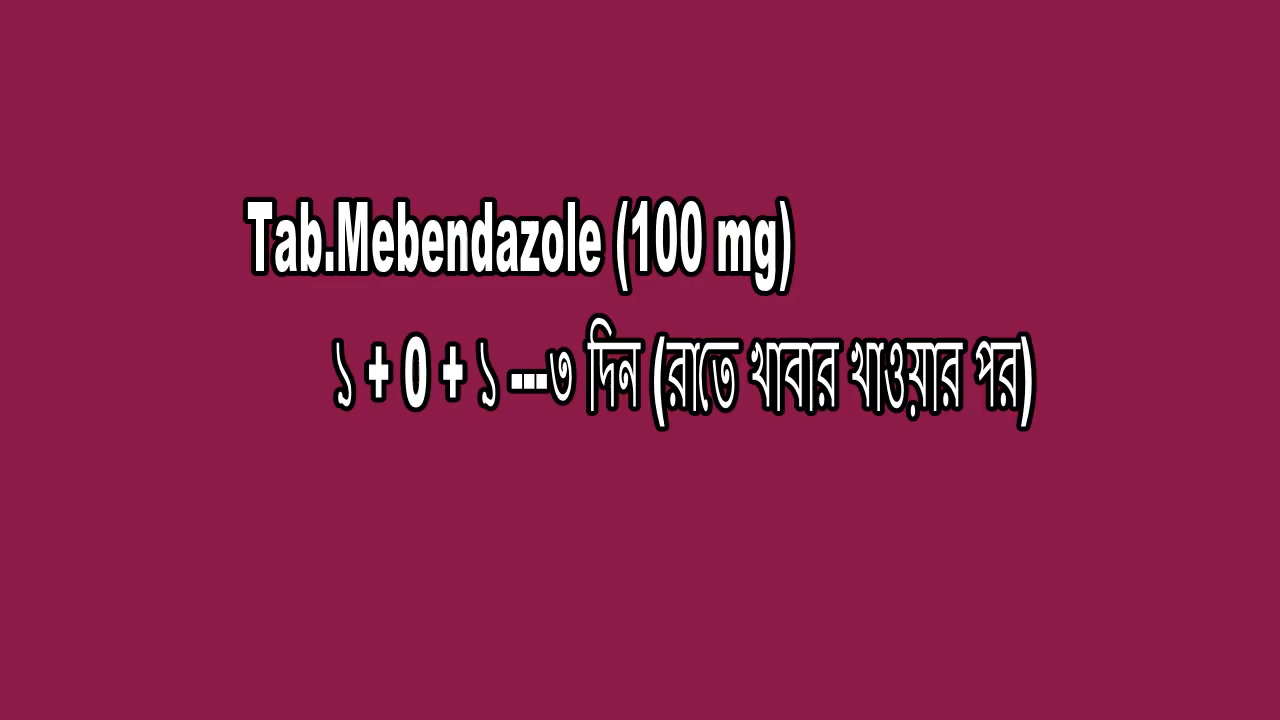 Tab.Mebendazole (100 mg)
১ + 0 + ১ ---৩ দিন (রাতে খাবার খাওয়ার পর)